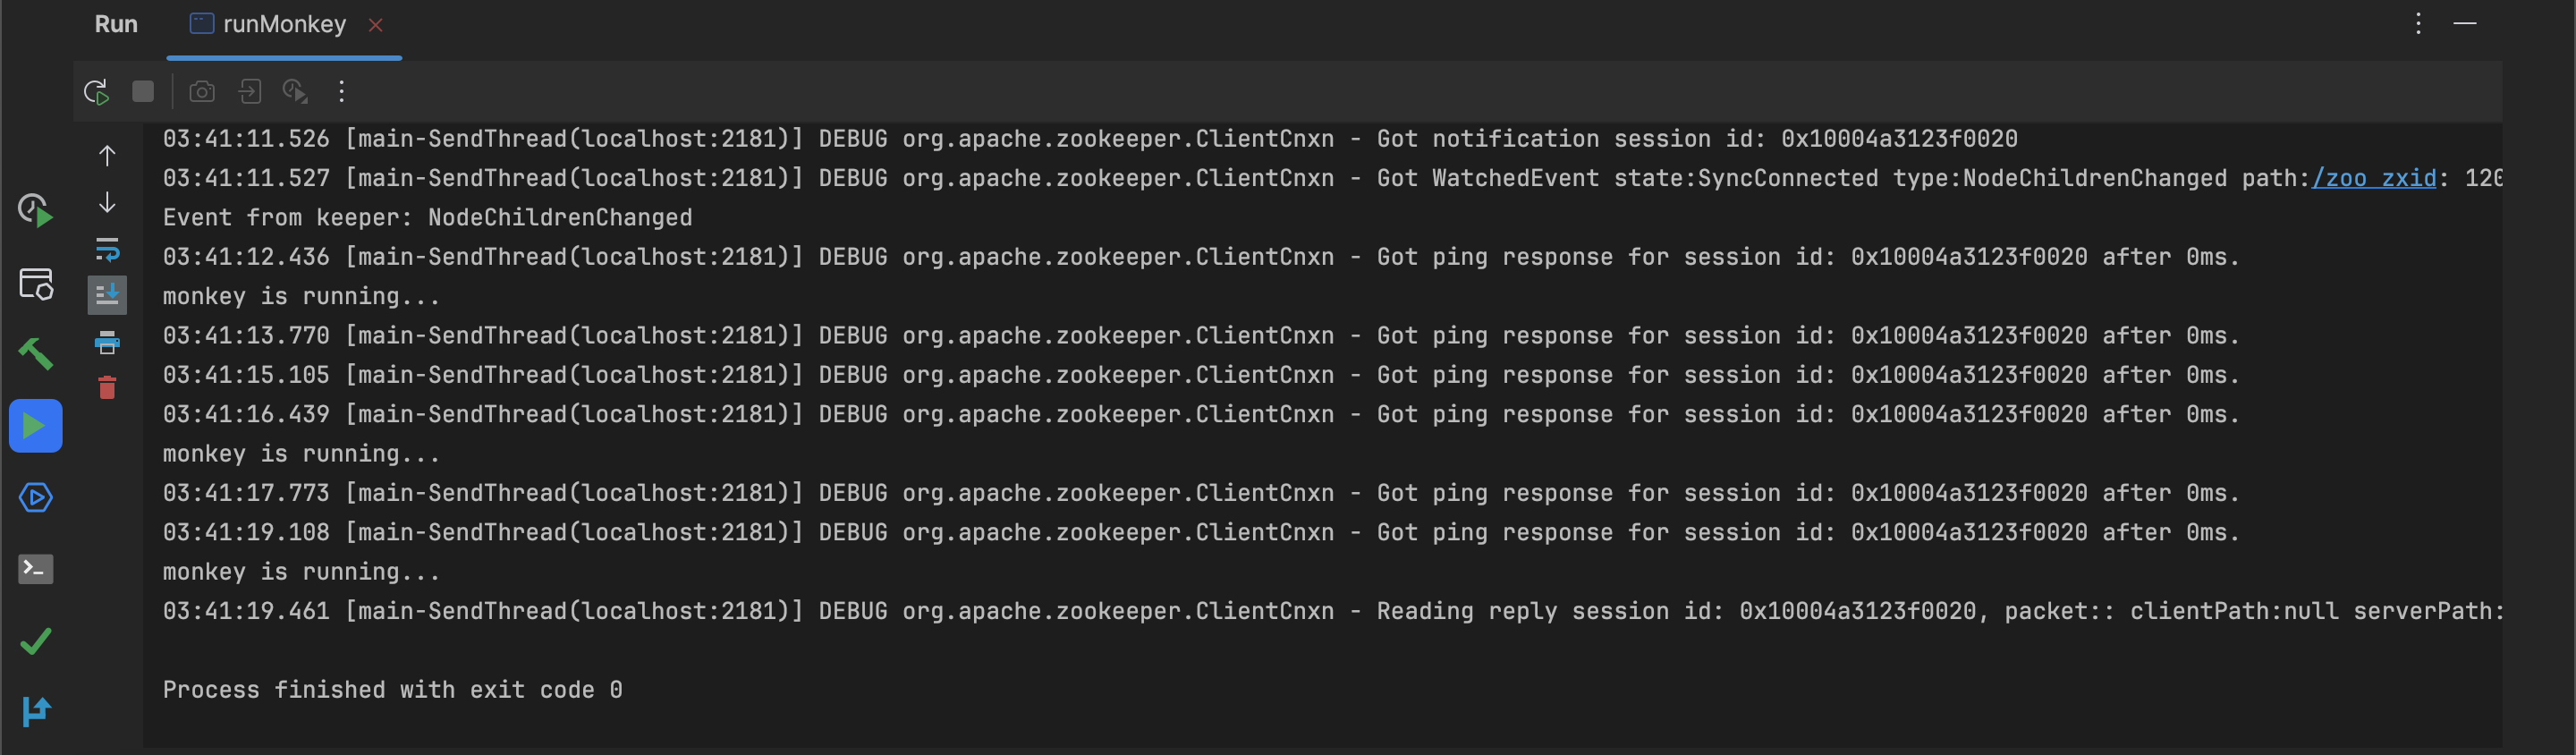 Run runMonkey
03:41:11.526 [main-SendThread(localhost:2181)] DEBUG org.apache.zookeeper.ClientCnxn - Got notification session id: 0x10004a3123f0020
03:41:11.527 [main-SendThread(localhost:2181)] DEBUG org.apache.zookeeper.ClientCnxn - Got WatchedEvent state:SyncConnected type:NodeChildrenChanged path:/zoo zxid: 120
Event from keeper: NodeChildrenChanged
03:41:12.436 [main-SendThread(localhost:2181)] DEBUG org.apache.zookeeper.ClientCnxn - Got ping response for session id: 0x10004a3123f0020 after 0ms.
monkey is running...
03:41:13.770 [main-SendThread(localhost:2181)] DEBUG org.apache.zookeeper.ClientCnxn - Got ping response for session id: 0x10004a3123f0020 after 0ms.
03:41:15.105 [main-SendThread(localhost:2181)] DEBUG org.apache.zookeeper.ClientCnxn - Got ping response for session id: 0x10004a3123f0020 after 0ms.
03:41:16.439 [main-SendThread(localhost:2181)] DEBUG org.apache.zookeeper.ClientCnxn - Got ping response for session id: 0x10004a3123f0020 after 0ms.
monkey is running...
03:41:17.773 [main-SendThread(localhost:2181)] DEBUG org.apache.zookeeper.ClientCnxn - Got ping response for session id: 0x10004a3123f0020 after 0ms.
03:41:19.108 [main-SendThread(localhost:2181)] DEBUG org.apache.zookeeper.ClientCnxn - Got ping response for session id: 0x10004a3123f0020 after 0ms.
monkey is running...
03:41:19.461 [main-SendThread(localhost:2181)] DEBUG org.apache.zookeeper.ClientCnxn - Reading reply session id: 0x10004a3123f0020, packet:: clientPath:null serverPath:
Process finished with exit code 0